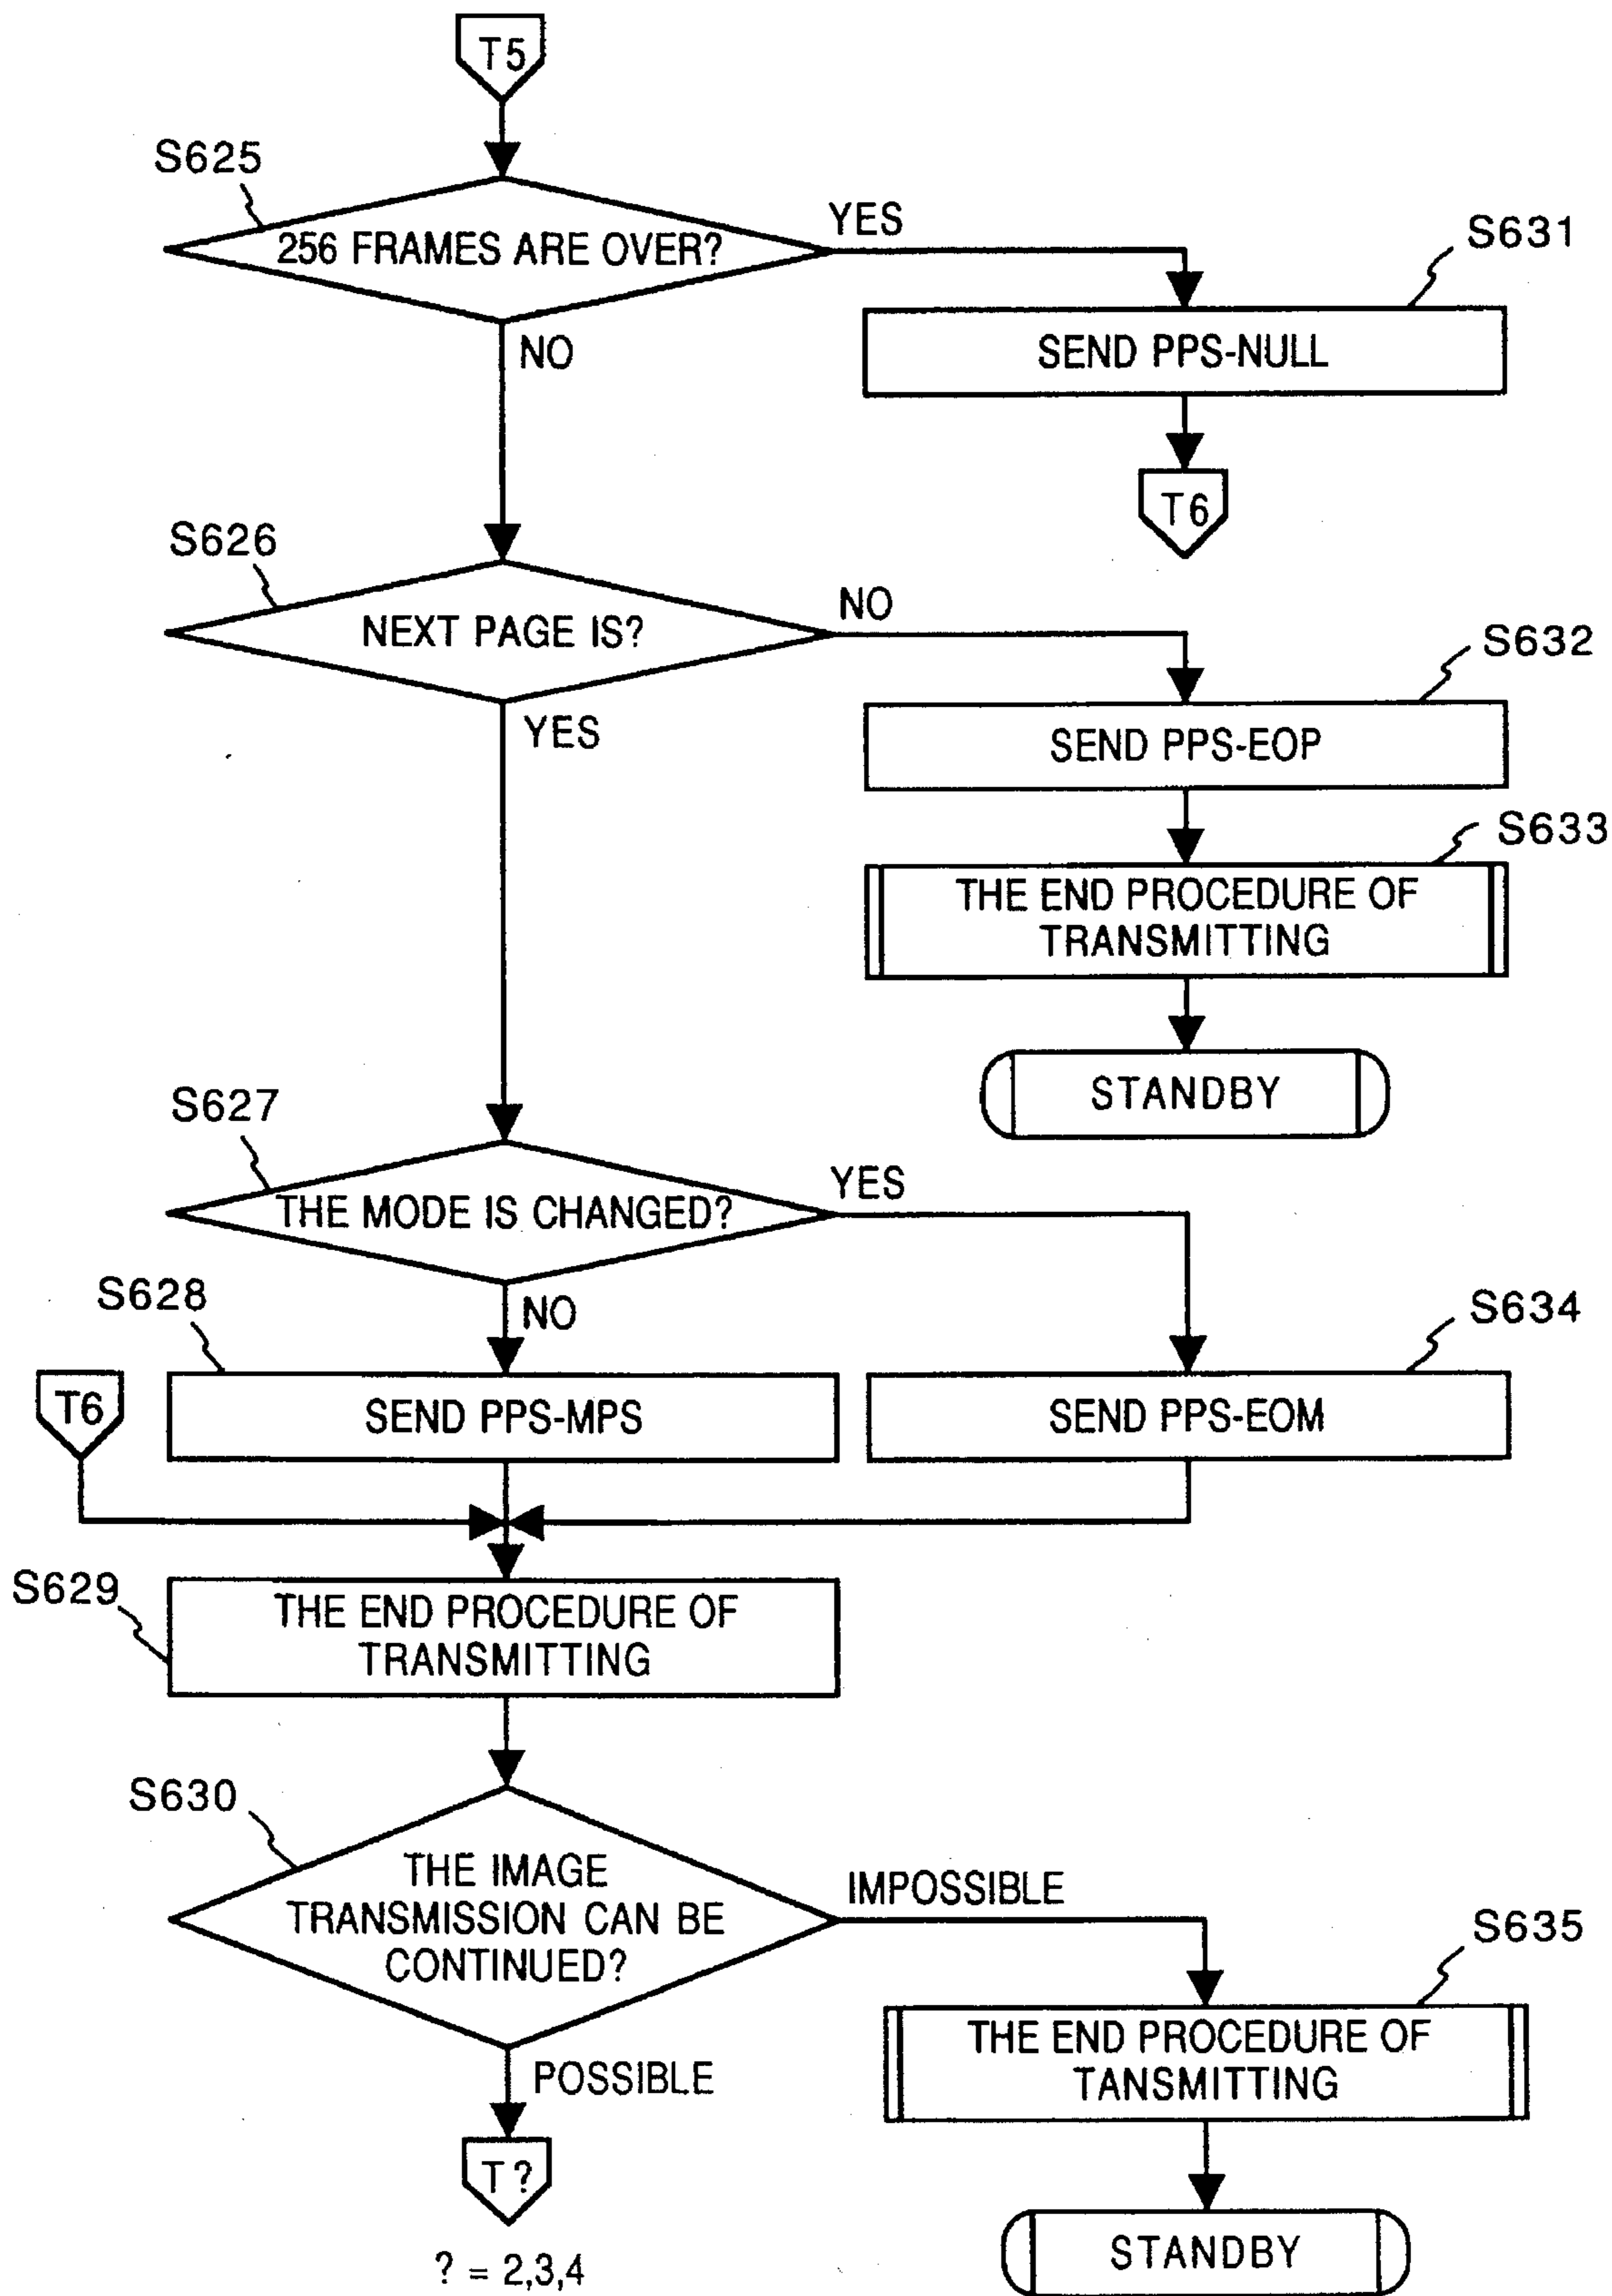 T5
S625
256 FRAMES ARE OVER?
YES
NO
S631
SEND PPS-NULL
T6
S626
NEXT PAGE IS?
NO
YES
S632
SEND PPS-EOP
S633
THE END PROCEDURE OF
TRANSMITTING
STANDBY
S627
THE MODE IS CHANGED?
YES
NO
S628
SEND PPS-MPS
S634
SEND PPS-EOM
T6
S629
THE END PROCEDURE OF
TRANSMITTING
S630
THE IMAGE
TRANSMISSION CAN BE
CONTINUED?
IMPOSSIBLE
POSSIBLE
S635
THE END PROCEDURE OF
TANSMITTING
STANDBY
T?
? = 2,3,4